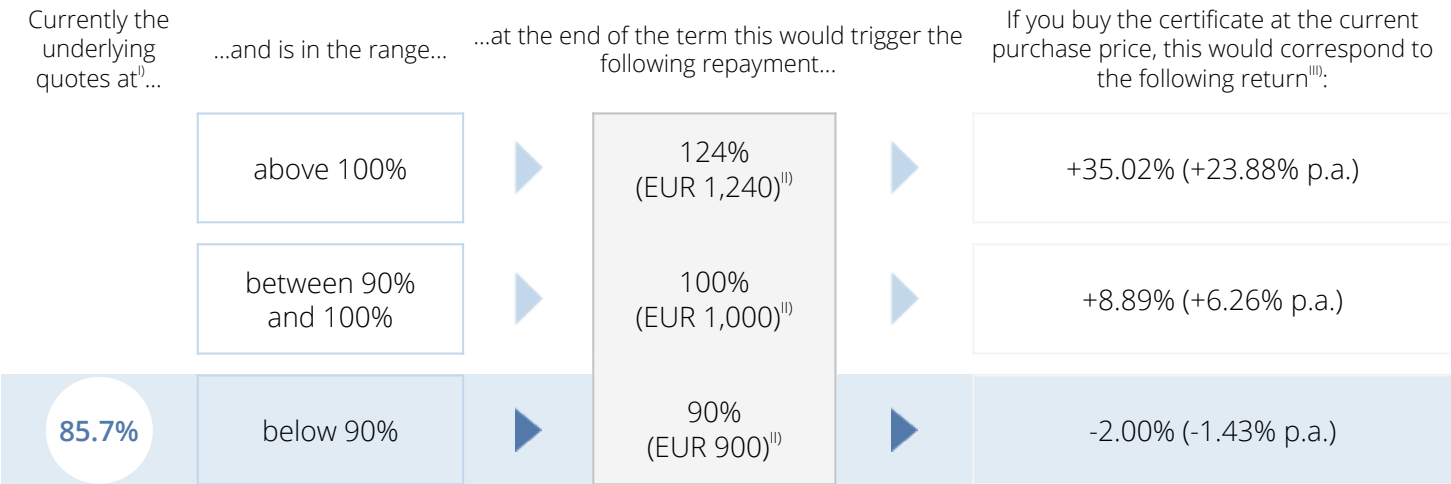 Currently the
underlying
quotes at^I)...
...and is in the range...
...at the end of the term this would trigger the
following repayment...
If you buy the certificate at the current
purchase price, this would correspond to
the following return^III):
above 100%
124%
(EUR 1,240)^II)
+35.02% (+23.88% p.a.)
between 90%
and 100%
100%
(EUR 1,000)^II)
+8.89% (+6.26% p.a.)
85.7%
below 90%
90%
(EUR 900)^II)
-2.00% (-1.43% p.a.)